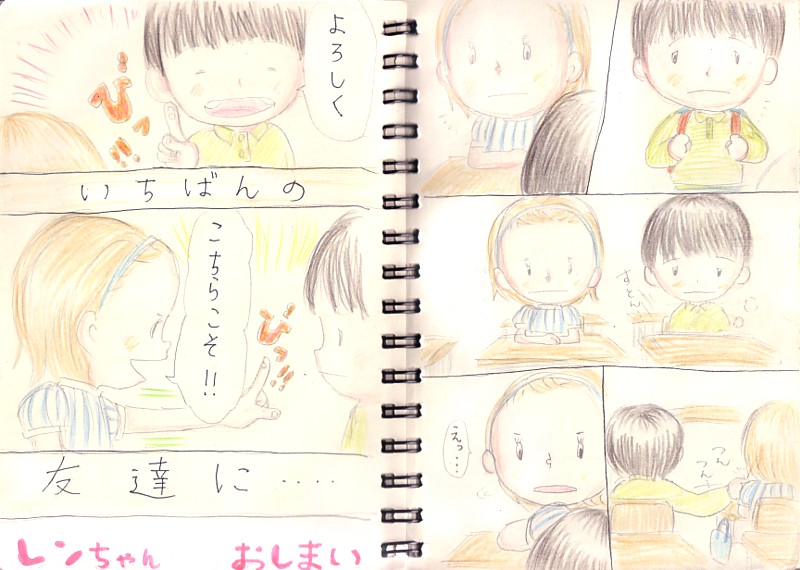 すとん
つん
つん
えっ…
よろしく
びっ!!
いちばんの
こちらこそ!!
びっ!!
友達に‥‥
レンちゃん おしまい